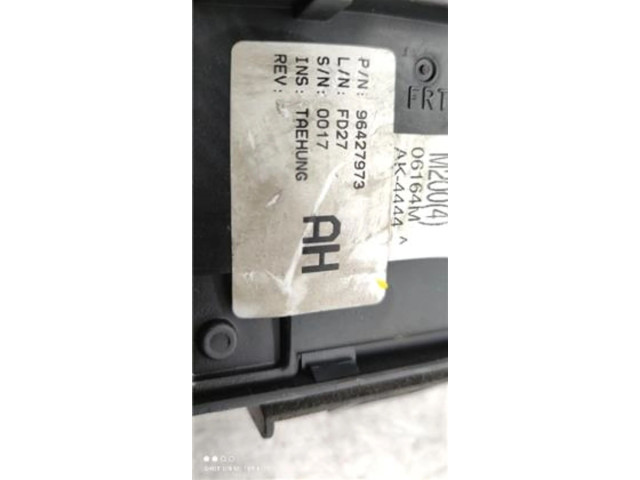 P/N: 96427973
L/N: FD27
S/N: 0017
INS: TAEHUNG
REV:
AH
FRT
M200(4)
06164M
AK-4444 ^